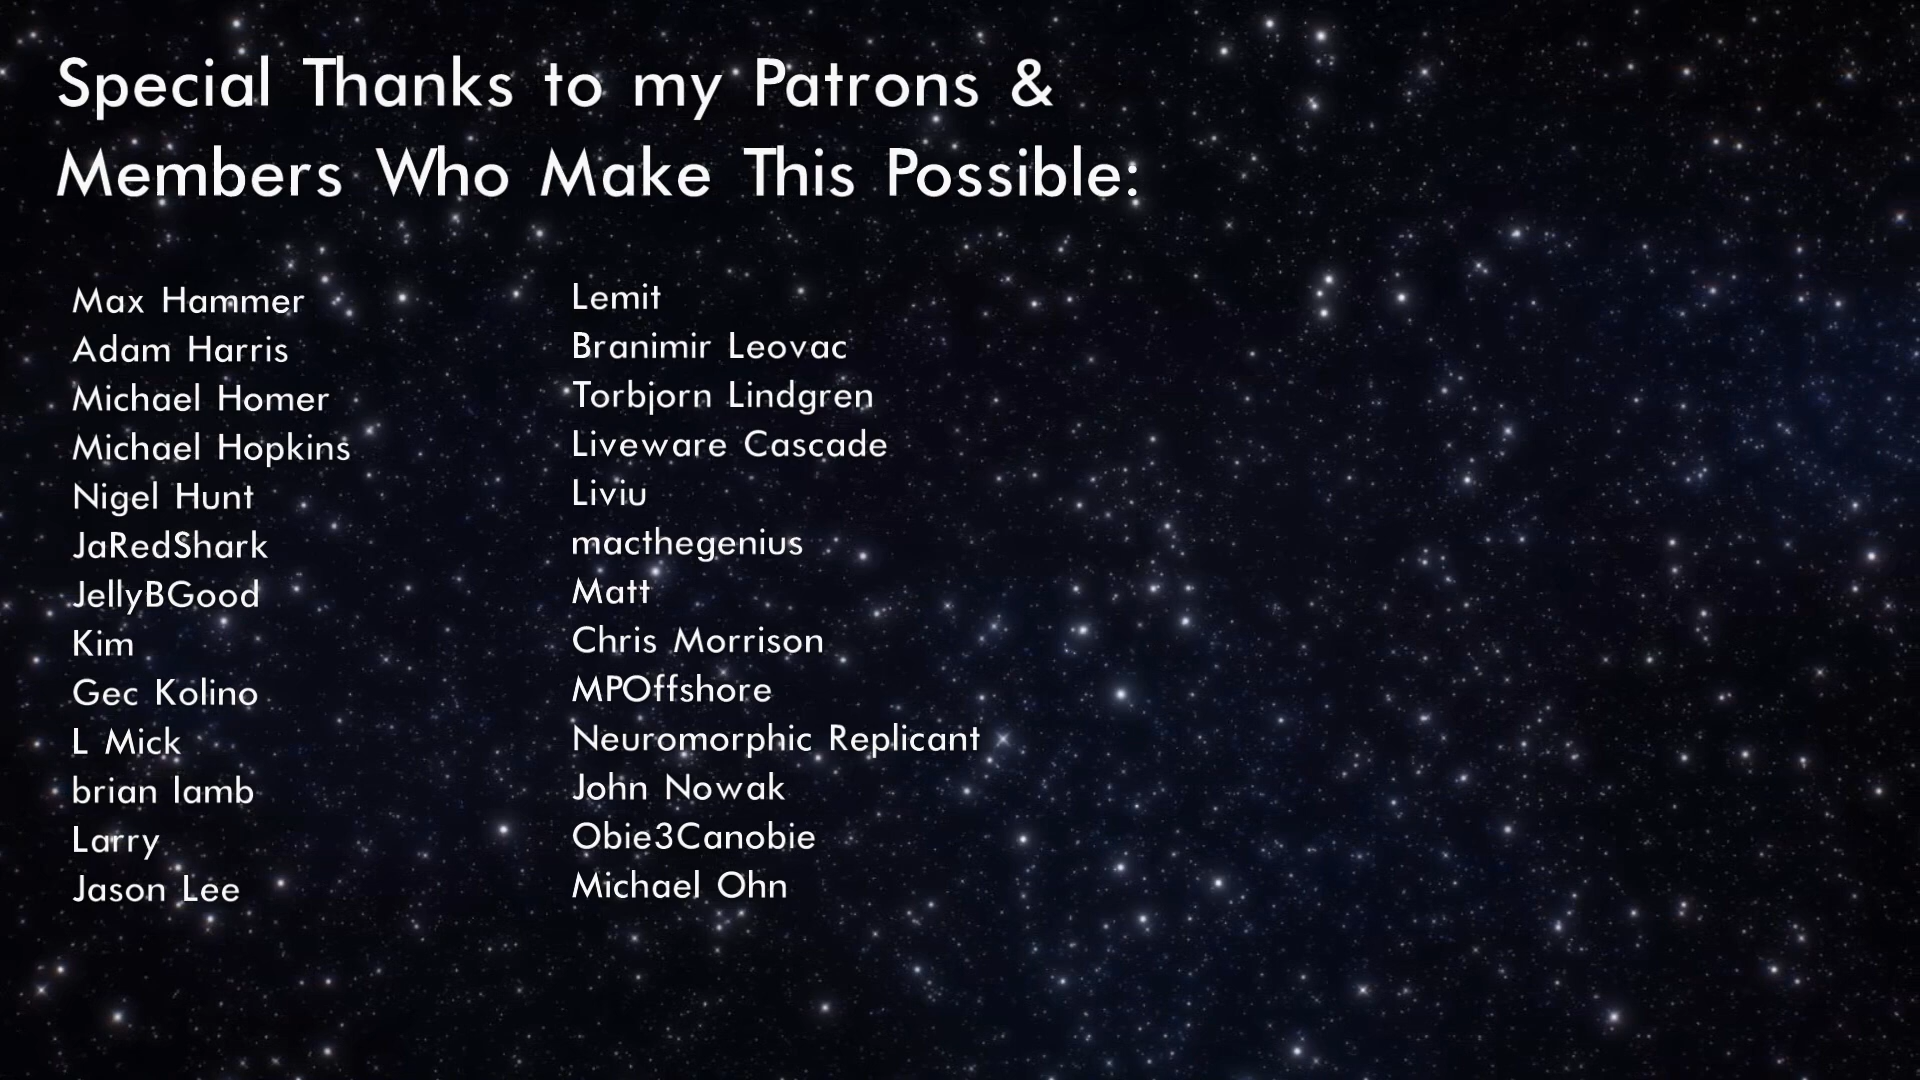 Special Thanks to my Patrons &
Members Who Make This Possible:
Max Hammer
Adam Harris
Michael Homer
Michael Hopkins
Nigel Hunt
JaRedShark
JellyBGood
Kim
Gec Kolino
L Mick
brian lamb
Larry
Jason Lee
Lemit
Branimir Leovac
Torbjorn Lindgren
Liveware Cascade
Liviu
macthegenius
Matt
Chris Morrison
MPOffshore
Neuromorphic Replicant
John Nowak
Obie3Canobie
Michael Ohn